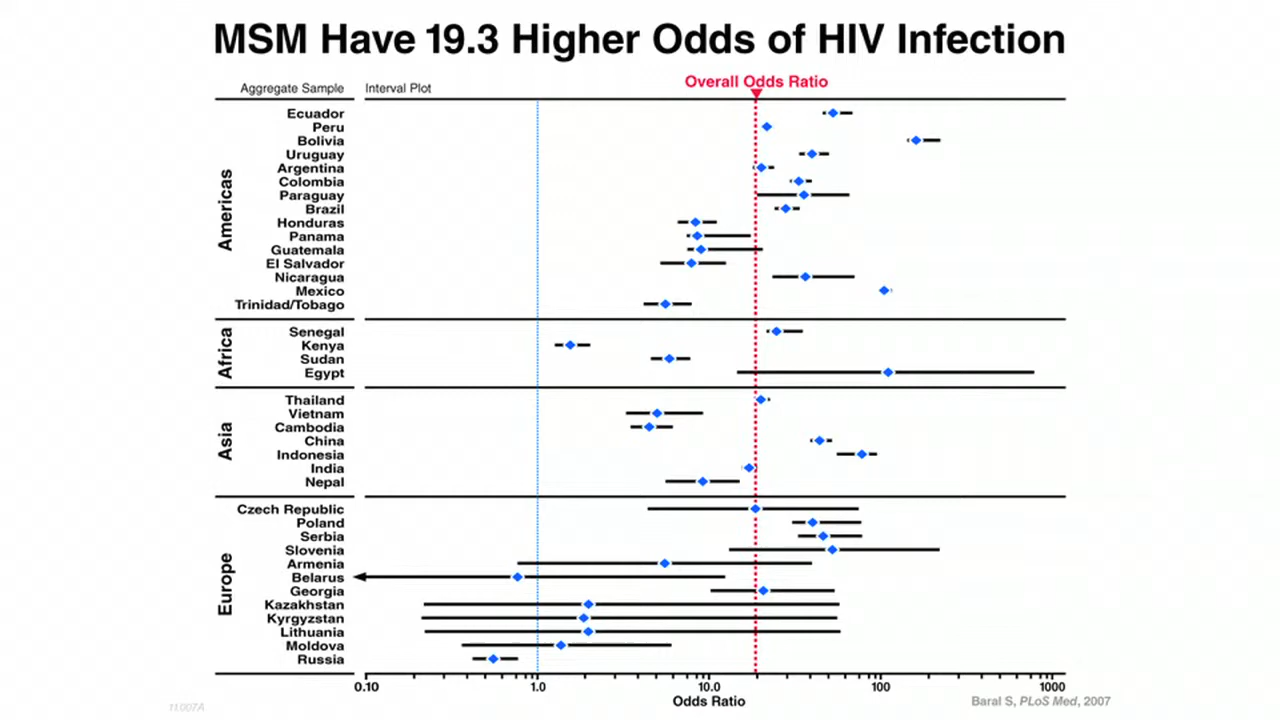 MSM Have 19.3 Higher Odds of HIV Infection
Overall Odds Ratio
Aggregate Sample
Interval Plot
Americas
Ecuador
Peru
Bolivia
Uruguay
Argentina
Colombia
Paraguay
Brazil
Honduras
Panama
Guatemala
El Salvador
Nicaragua
Mexico
Trinidad/Tobago
Africa
Senegal
Kenya
Sudan
Egypt
Asia
Thailand
Vietnam
Cambodia
China
Indonesia
India
Nepal
Europe
Czech Republic
Poland
Serbia
Slovenia
Armenia
Belarus
Georgia
Kazakhstan
Kyrgyzstan
Lithuania
Moldova
Russia
0.10 1.0 10.0 100 1000
Odds Ratio
Baral S, PLoS Med, 2007
11.007A